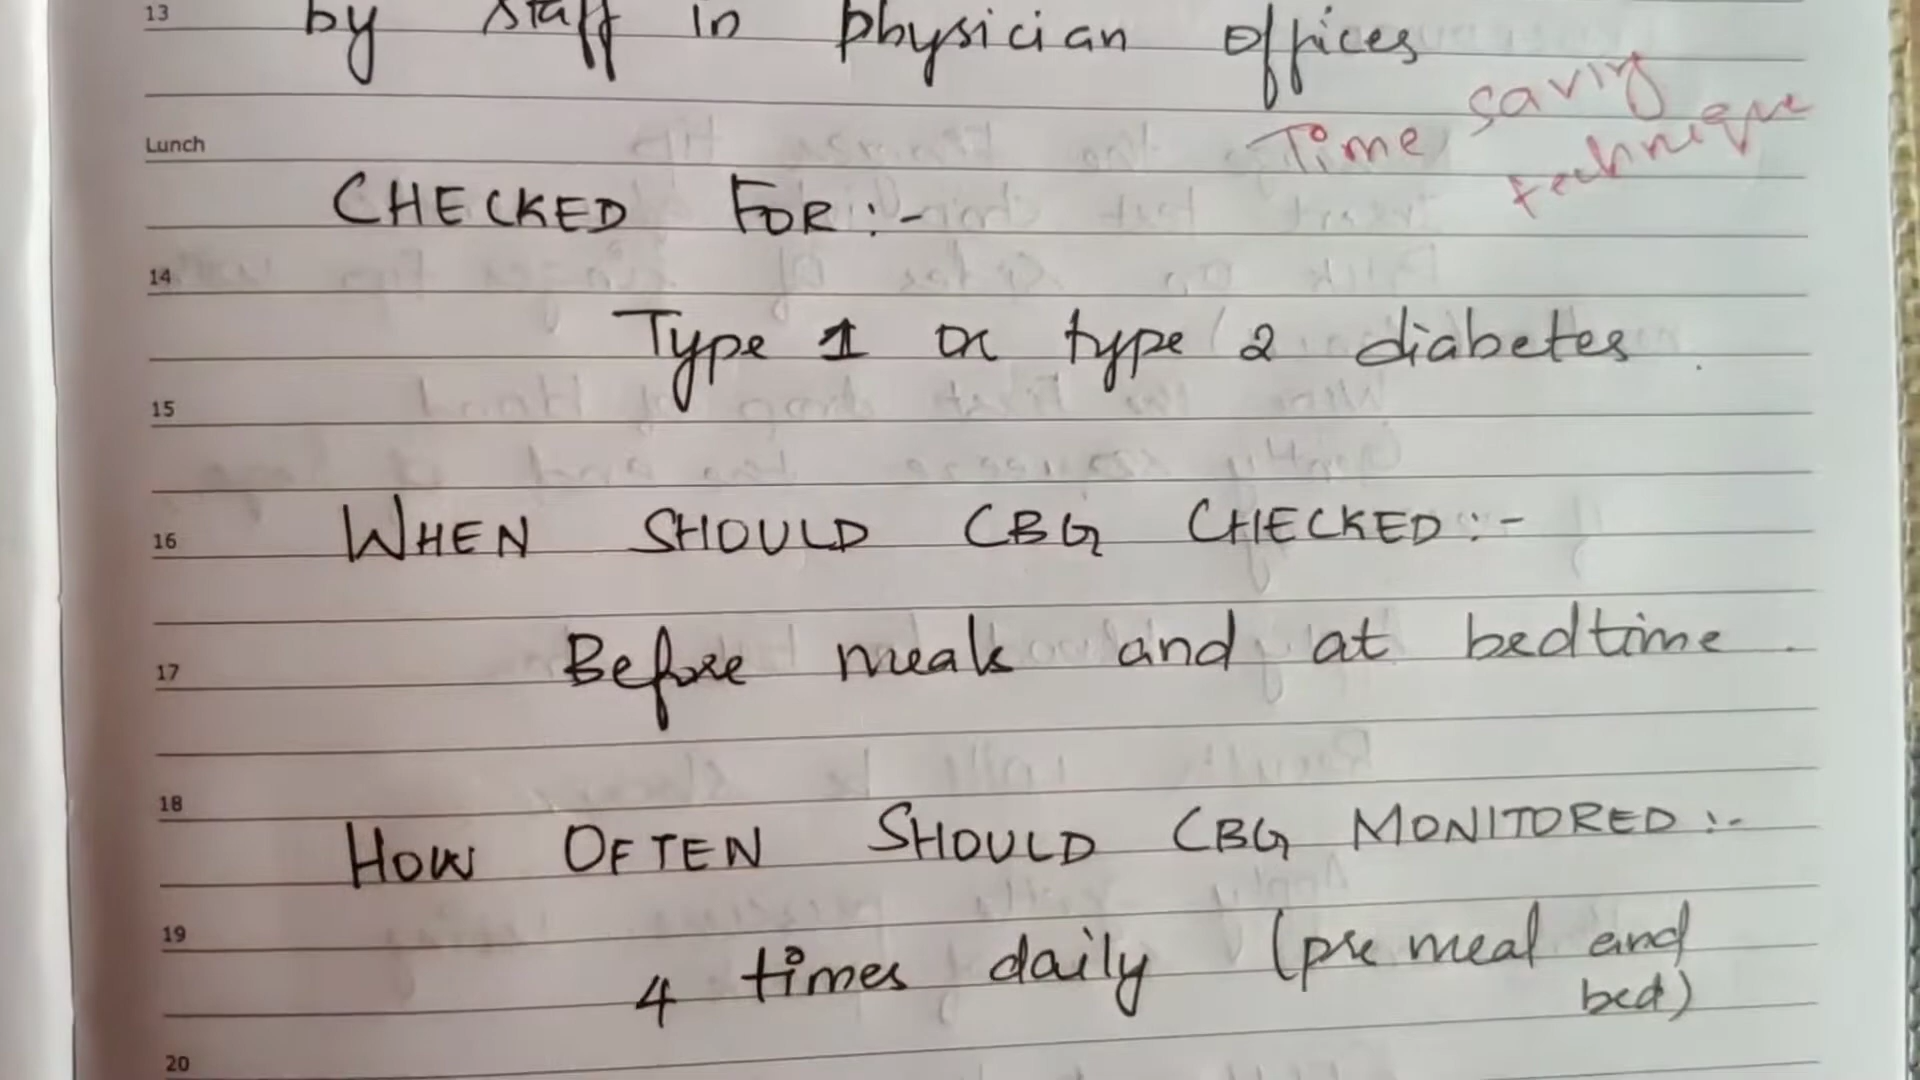 13 by staff in physician offices
Time saving technique
Lunch
CHECKED FOR :-
14
Type 1 or type 2 diabetes.
15
16 WHEN SHOULD CBG CHECKED :-
17 Before meals and at bedtime.
18
HOW OFTEN SHOULD CBG MONITORED :-
19
4 times daily (pre meal and bed)
20